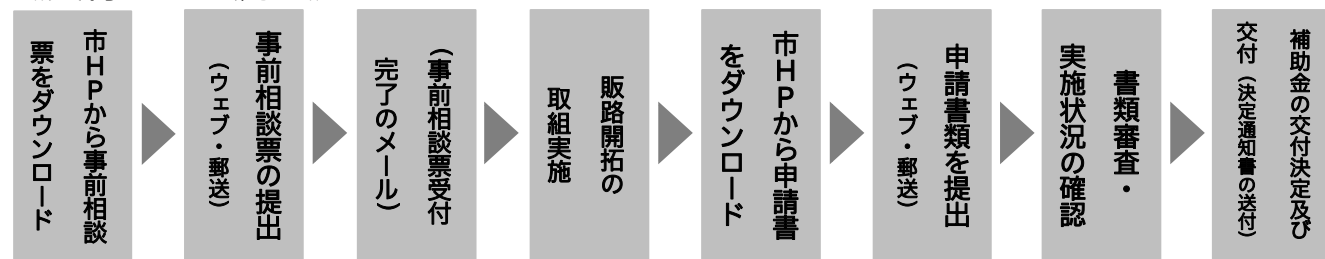 市ＨＰから事前相談
票をダウンロード
事前相談票の提出
（ウェブ・郵送）
（事前相談票受付
完了のメール）
販路開拓の
取組実施
市ＨＰから申請書
をダウンロード
申請書類を提出
（ウェブ・郵送）
書類審査・
実施状況の確認
補助金の交付決定及び
交付（決定通知書の送付）